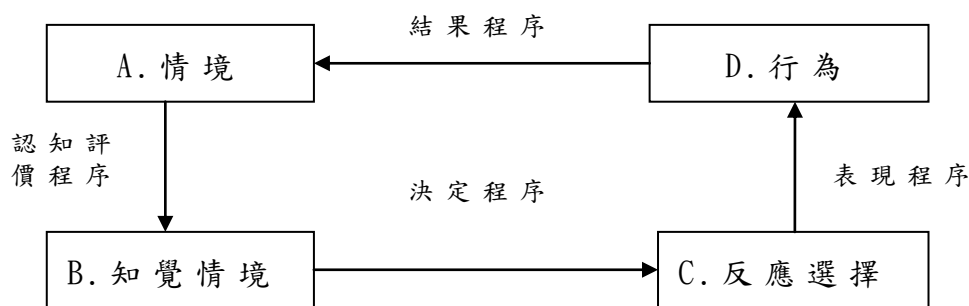 結果程序
A.情境
D.行為
認知評
價程序
決定程序
表現程序
B.知覺情境
C.反應選擇